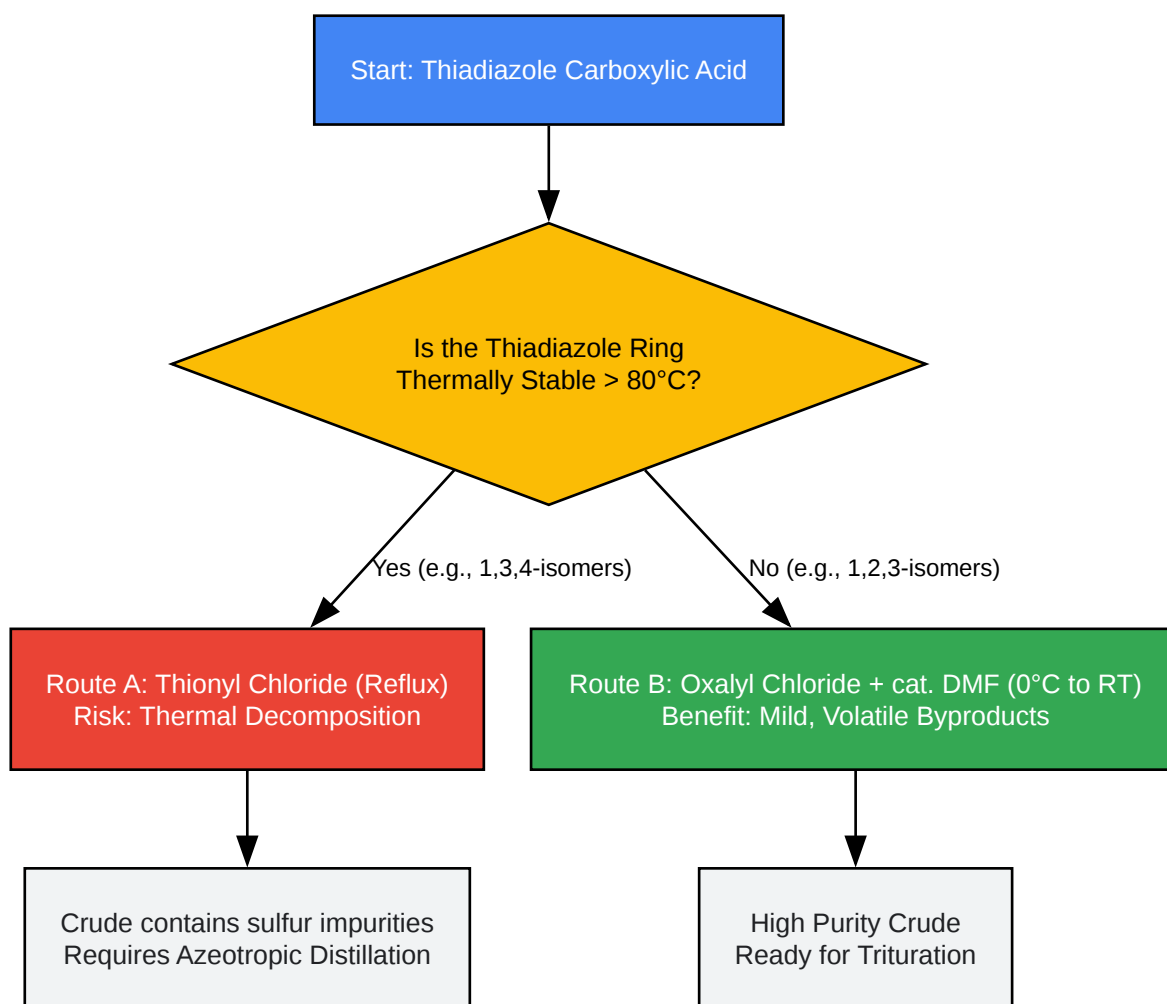 Start: Thiadiazole Carboxylic Acid
Is the Thiadiazole Ring
Thermally Stable > 80°C?
Yes (e.g., 1,3,4-isomers)
No (e.g., 1,2,3-isomers)
Route A: Thionyl Chloride (Reflux)
Risk: Thermal Decomposition
Route B: Oxalyl Chloride + cat. DMF (0°C to RT)
Benefit: Mild, Volatile Byproducts
Crude contains sulfur impurities
Requires Azeotropic Distillation
High Purity Crude
Ready for Trituration